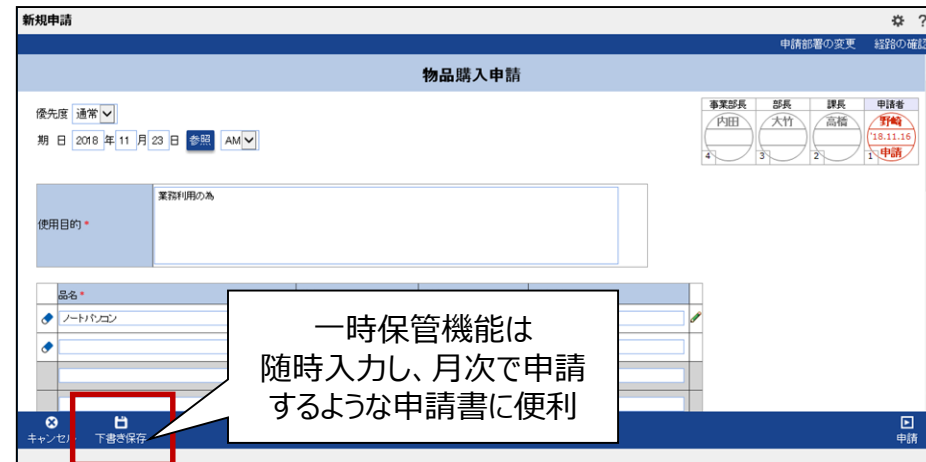 新規申請
?
申請部署の変更 経路の確認
物品購入申請
優先度 通常
期 日 2018 年 11 月 23 日 参照 AM
事業部長 部長 課長 申請者
内田 大竹 高橋 野崎
'18.11.16
申請
4 3 2 1
業務利用の為
使用目的 *
品名 *
ノートパソコン
一時保管機能は
随時入力し、月次で申請
するような申請書に便利
キャンセル 下書き保存 申請